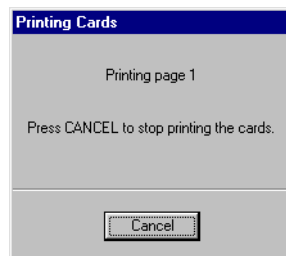 Printing Cards
Printing page 1
Press CANCEL to stop printing the cards.
Cancel